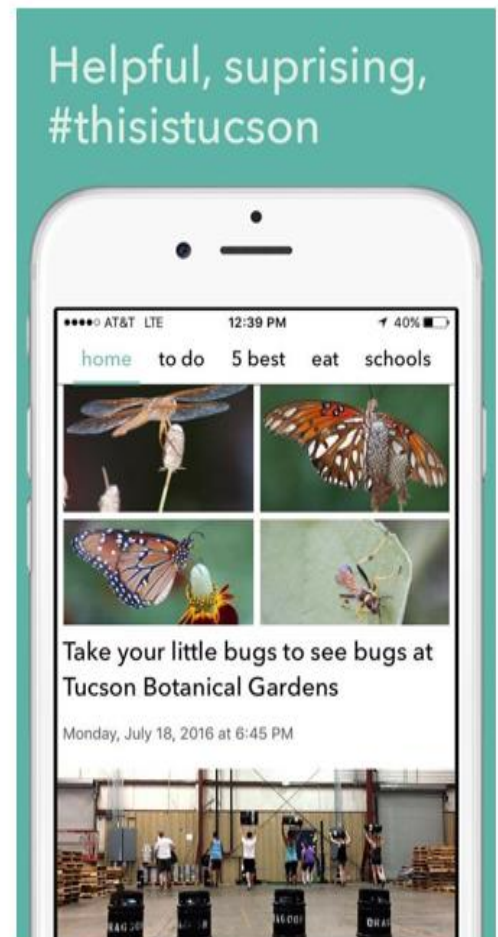 Helpful, suprising,
#thisistucson
AT&T LTE 12:39 PM 40%
home to do 5 best eat schools
Take your little bugs to see bugs at
Tucson Botanical Gardens
Monday, July 18, 2016 at 6:45 PM